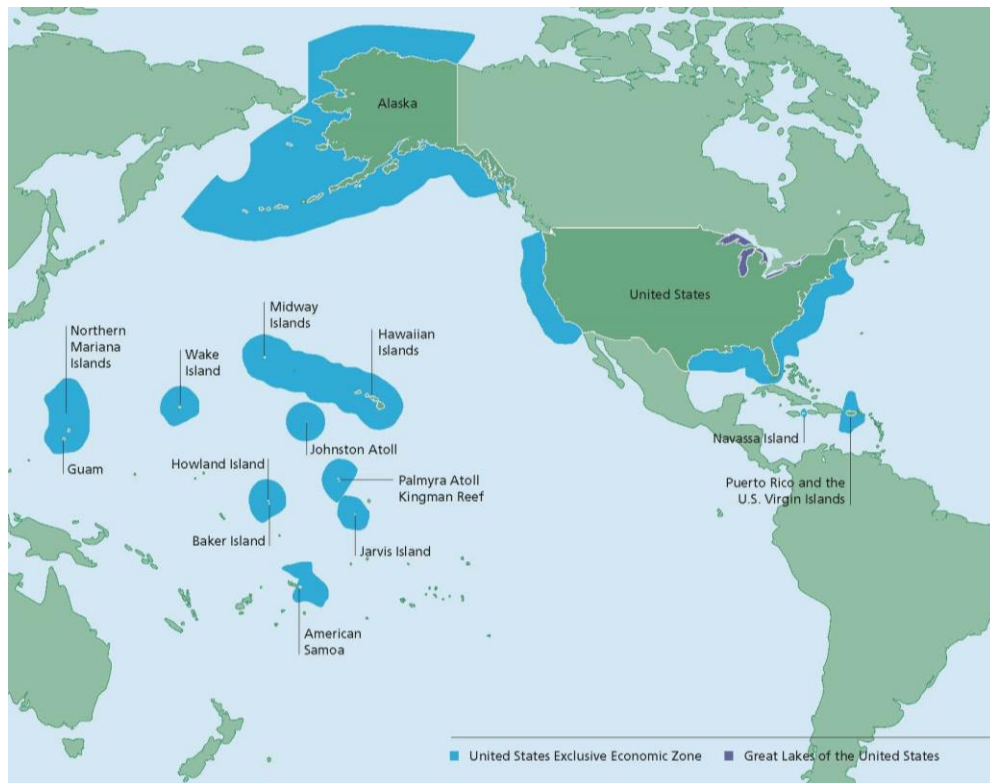 Alaska
United States
Midway
Islands
Hawaiian
Islands
Northern
Mariana
Islands
Wake
Island
Guam
Johnston Atoll
Howland Island
Palmyra Atoll
Kingman Reef
Baker Island
Jarvis Island
American
Samoa
Navassa Island
Puerto Rico and the
U.S. Virgin Islands
United States Exclusive Economic Zone
Great Lakes of the United States